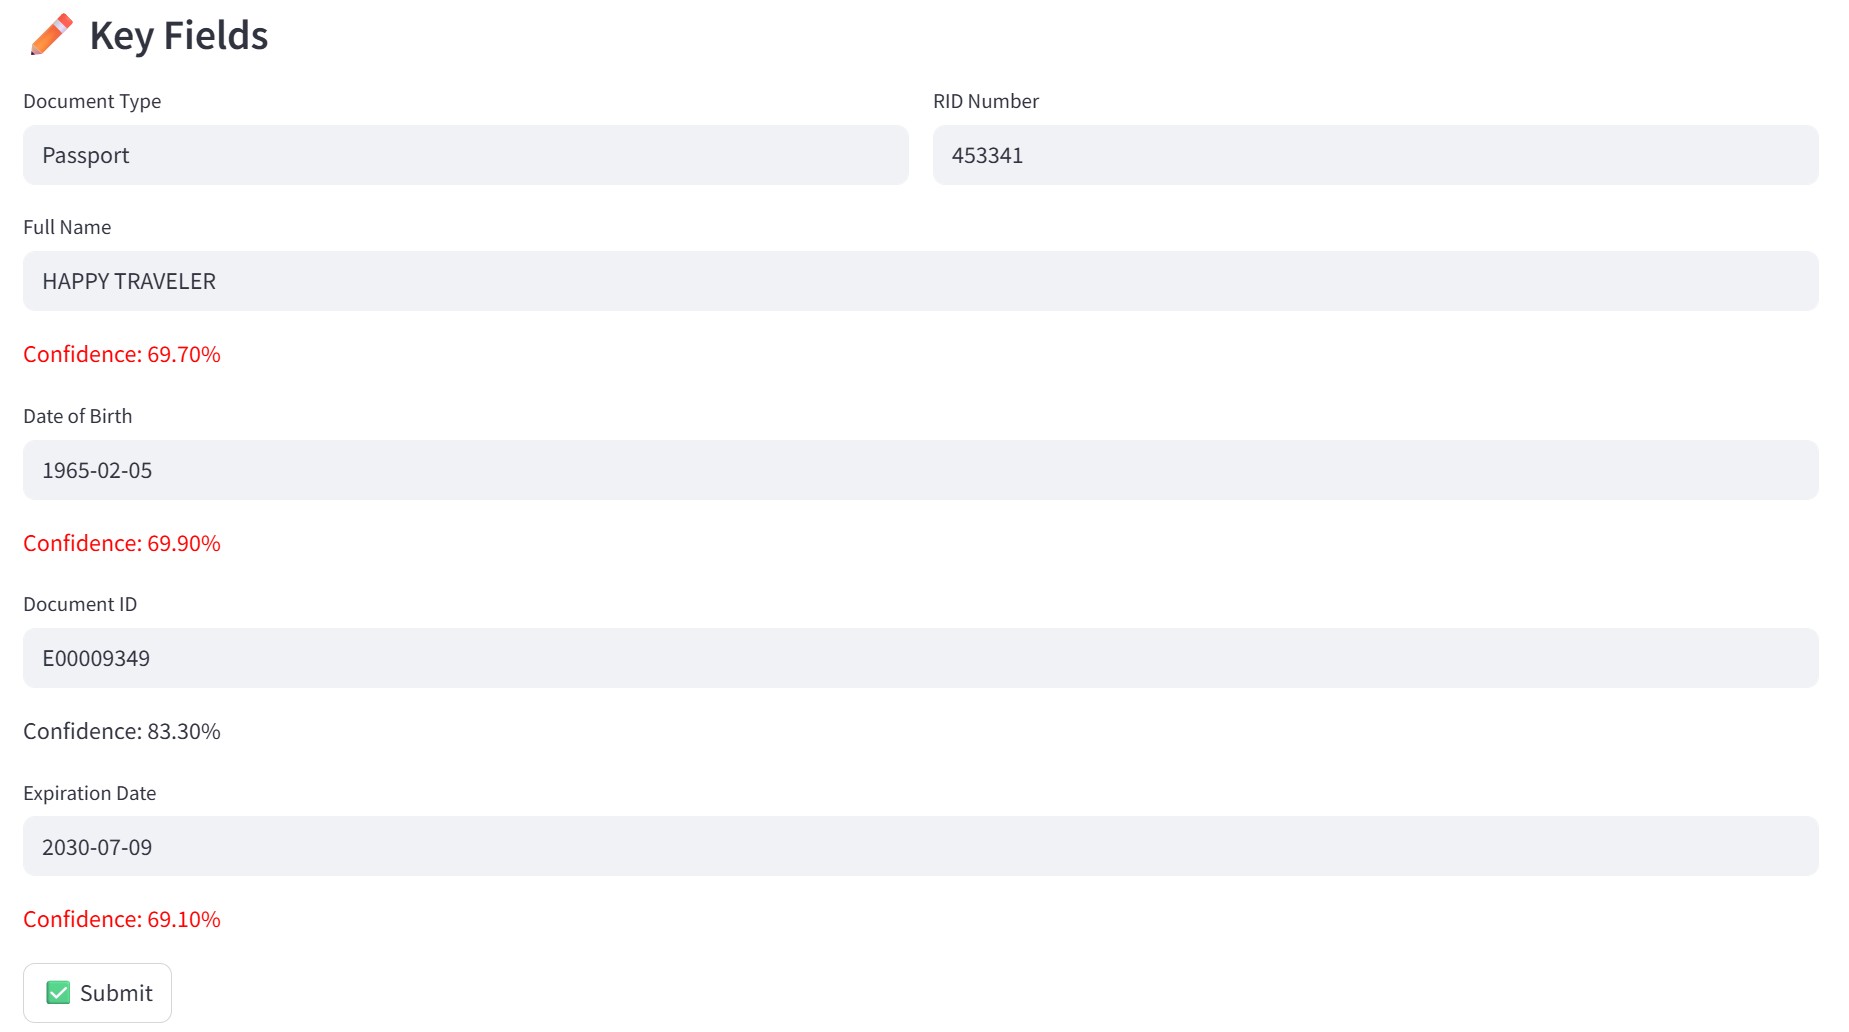 Key Fields
Document Type
RID Number
Passport
453341
Full Name
HAPPY TRAVELER
Confidence: 69.70%
Date of Birth
1965-02-05
Confidence: 69.90%
Document ID
E00009349
Confidence: 83.30%
Expiration Date
2030-07-09
Confidence: 69.10%
Submit